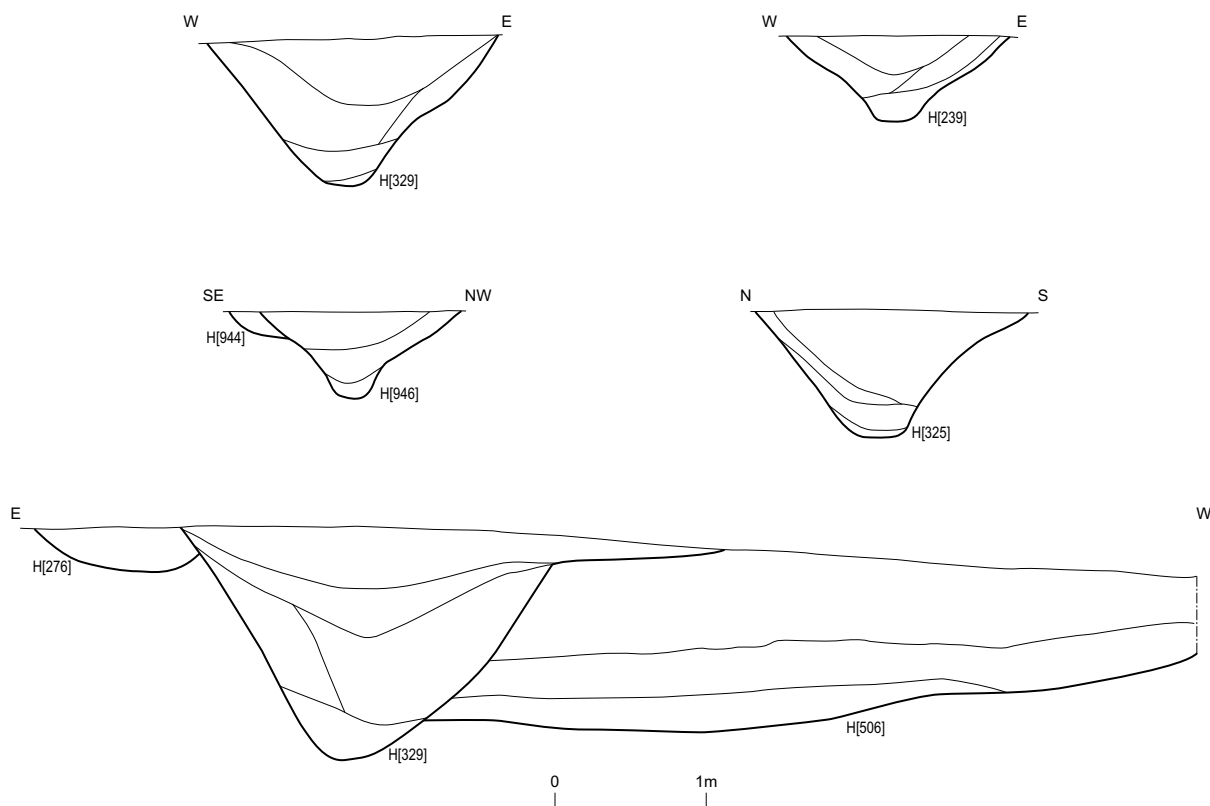 W E
W E
H[239]
H[329]
SE NW
N S
H[944]
H[946]
H[325]
E W
H[276]
H[506]
H[329]
0 1m